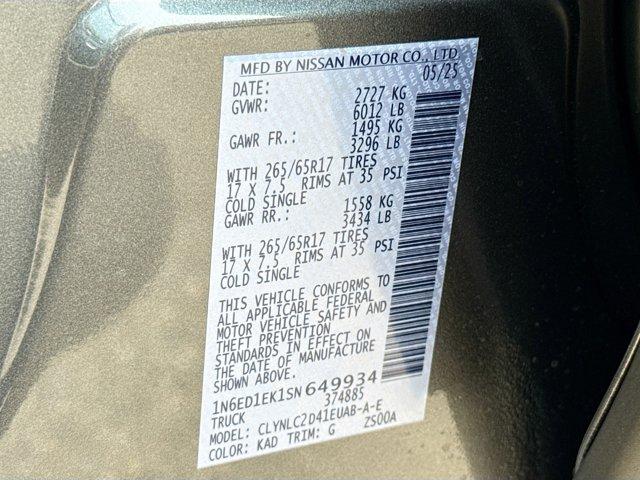 MFD BY NISSAN MOTOR CO., LTD
DATE: 05/25
GVWR: 2727 KG
6012 LB
GAWR FR.: 1495 KG
3296 LB
WITH 265/65R17 TIRES
17 X 7.5 RIMS AT 35 PSI
COLD SINGLE
GAWR RR.: 1558 KG
3434 LB
WITH 265/65R17 TIRES
17 X 7.5 RIMS AT 35 PSI
COLD SINGLE
THIS VEHICLE CONFORMS TO
ALL APPLICABLE FEDERAL
MOTOR VEHICLE SAFETY AND
THEFT PREVENTION
STANDARDS IN EFFECT ON
THE DATE OF MANUFACTURE
SHOWN ABOVE.
1N6ED1EK1SN649934
TRUCK 374885
MODEL: CLYNLC2D41EUAB-A-E
COLOR: KAD TRIM: G ZS00A